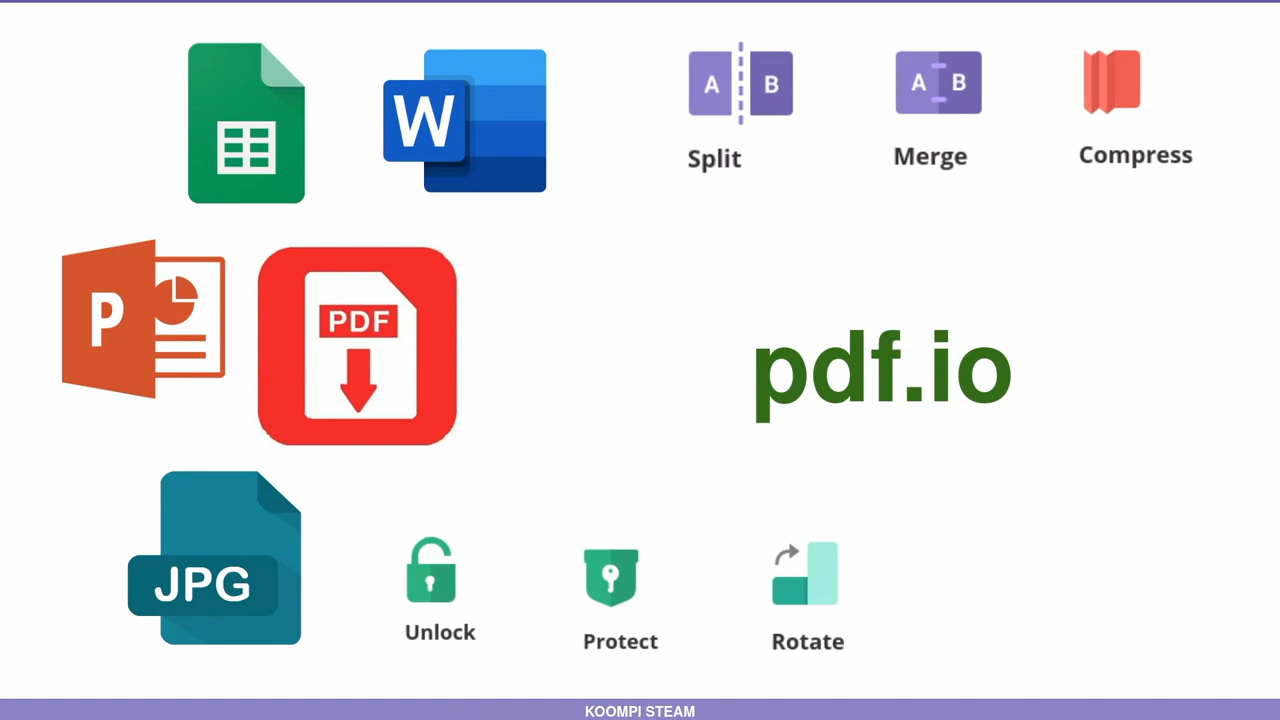 W
A B
Split
A B
Merge
Compress
P
PDF
pdf.io
JPG
Unlock
Protect
Rotate
KOOMPI STEAM